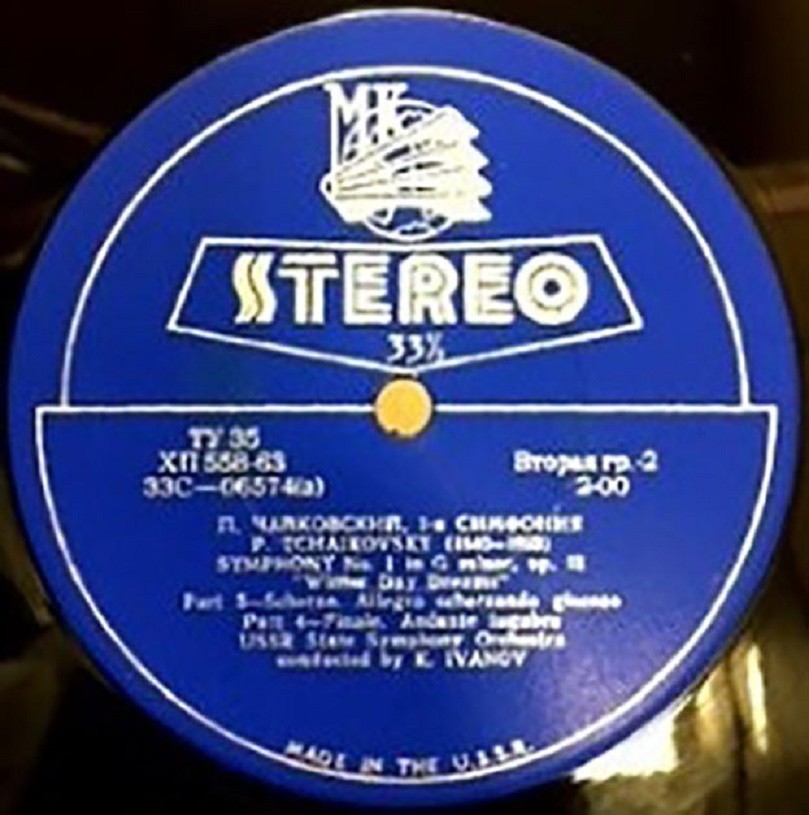 МК
STEREO
33⅓
ТУ 35
ХП 558-63
33С—06574(a)
Вторая гр.-2
2-00
П. ЧАЙКОВСКИЙ, 1-я СИМФОНИЯ
P. TCHAIKOVSKY
SYMPHONY No. 1 in G minor, op.
"Winter Day Dreams"
Part 3—Scherzo. Allegro scherzando giocoso
Part 4—Finale. Andante lugubre
USSR State Symphony Orchestra
conducted by K. IVANOV
MADE IN THE U.S.S.R.